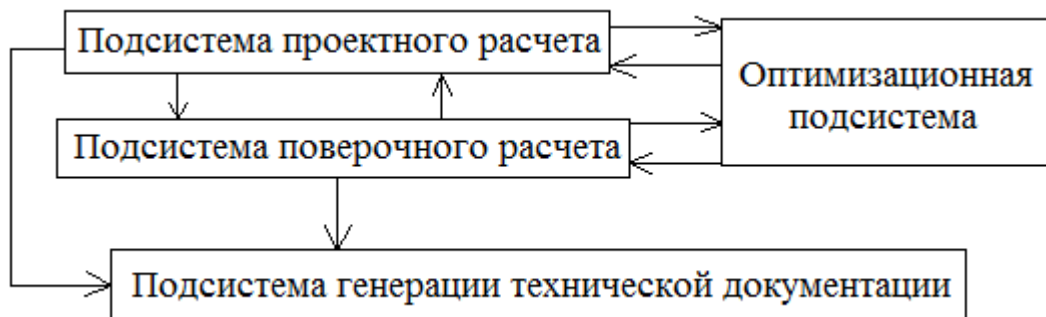 Подсистема проектного расчета
Оптимизационная
подсистема
Подсистема поверочного расчета
Подсистема генерации технической документации